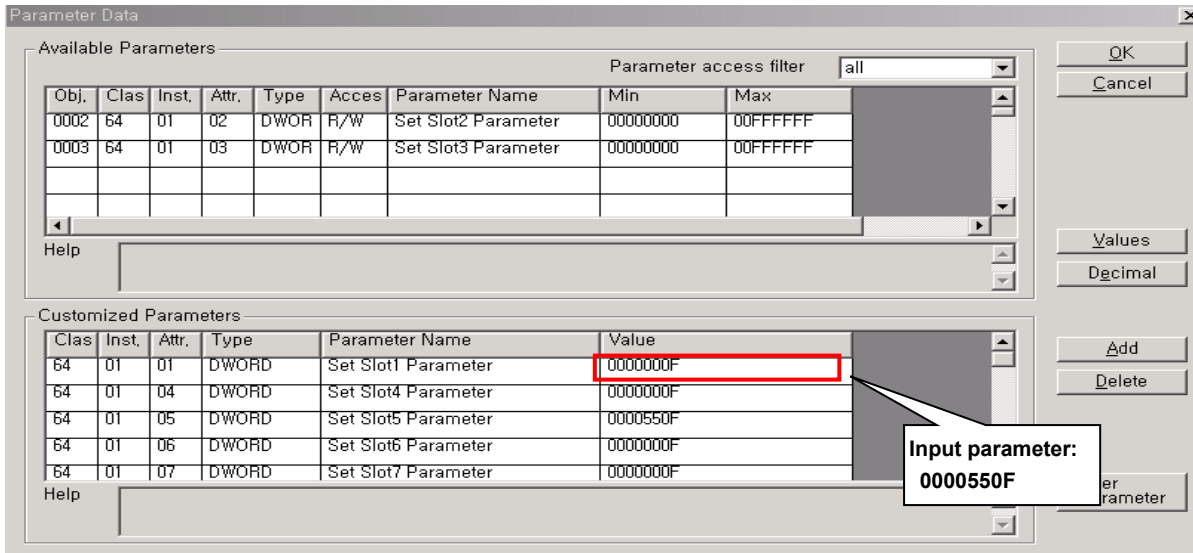 Parameter Data
Available Parameters
Parameter access filter all
Obj. Clas Inst. Attr. Type Acces Parameter Name Min Max
0002 64 01 02 DWOR R/W Set Slot2 Parameter 00000000 00FFFFFF
0003 64 01 03 DWOR R/W Set Slot3 Parameter 00000000 00FFFFFF
Help
OK
Cancel
Values
Decimal
Customized Parameters
Clas Inst. Attr. Type Parameter Name Value
64 01 01 DWORD Set Slot1 Parameter 0000000F
64 01 04 DWORD Set Slot4 Parameter 0000000F
64 01 05 DWORD Set Slot5 Parameter 0000550F
64 01 06 DWORD Set Slot6 Parameter 0000000F
64 01 07 DWORD Set Slot7 Parameter 0000000F
Help
Add
Delete
Input parameter:
0000550F
er
rameter